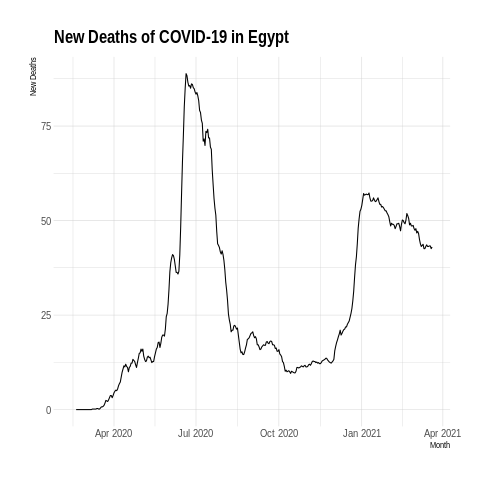 New Deaths of COVID-19 in Egypt
New Deaths
75
50
25
0
Apr 2020
Jul 2020
Oct 2020
Jan 2021
Apr 2021
Month